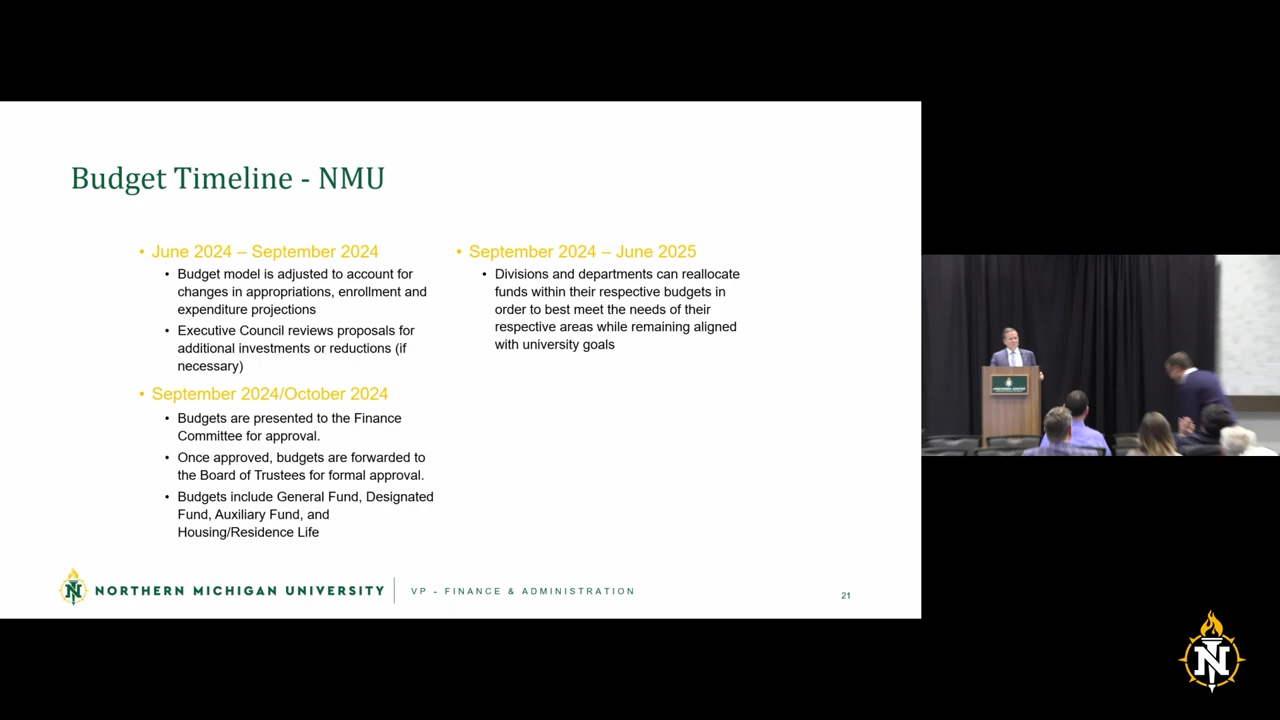 Budget Timeline - NMU
• June 2024 – September 2024
• Budget model is adjusted to account for
changes in appropriations, enrollment and
expenditure projections
• Executive Council reviews proposals for
additional investments or reductions (if
necessary)
• September 2024/October 2024
• Budgets are presented to the Finance
Committee for approval.
• Once approved, budgets are forwarded to
the Board of Trustees for formal approval.
• Budgets include General Fund, Designated
Fund, Auxiliary Fund, and
Housing/Residence Life
• September 2024 – June 2025
• Divisions and departments can reallocate
funds within their respective budgets in
order to best meet the needs of their
respective areas while remaining aligned
with university goals
N
NORTHERN MICHIGAN UNIVERSITY
VP - FINANCE & ADMINISTRATION
21
N